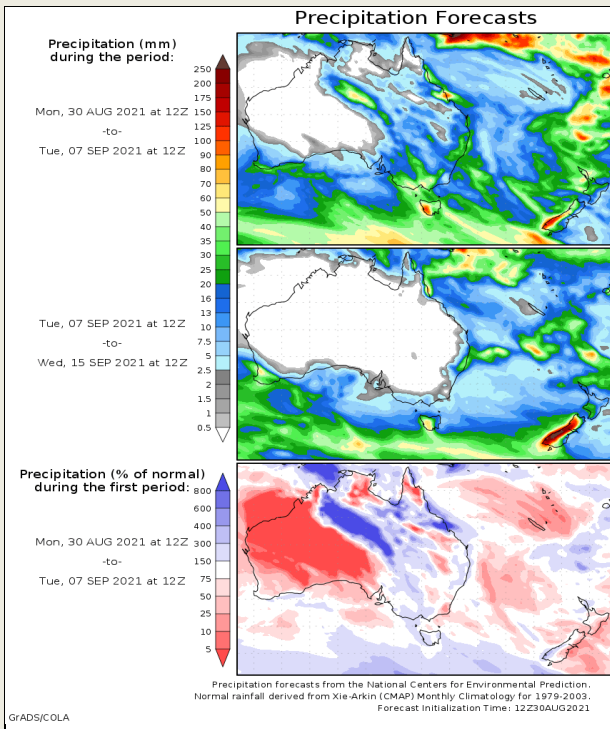 Precipitation Forecasts
Precipitation (mm)
during the period:
Mon, 30 AUG 2021 at 12Z
-to-
Tue, 07 SEP 2021 at 12Z
250
200
175
150
125
100
90
80
70
60
50
40
35
30
25
20
16
13
10
7.5
5
2.5
2
1.5
1
0.5
Tue, 07 SEP 2021 at 12Z
-to-
Wed, 15 SEP 2021 at 12Z
Precipitation (% of normal)
during the first period:
Mon, 30 AUG 2021 at 12Z
-to-
Tue, 07 SEP 2021 at 12Z
800
600
400
300
150
75
50
25
10
5
Precipitation forecasts from the National Centers for Environmental Prediction.
Normal rainfall derived from Xie-Arkin (CMAP) Monthly Climatology for 1979-2003.
Forecast Initialization Time: 12Z30AUG2021
GrADS/COLA